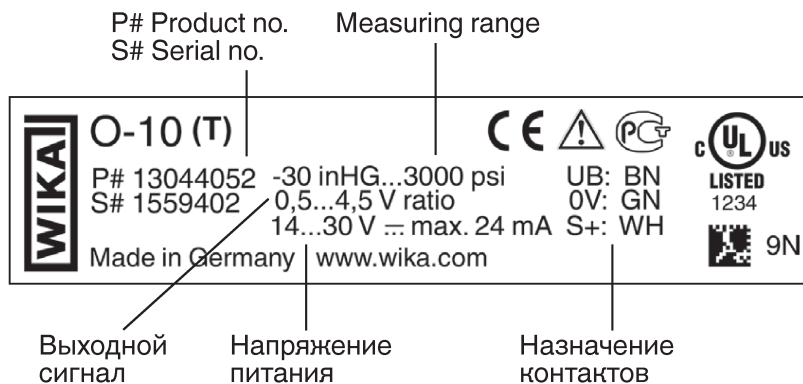 P# Product no.
S# Serial no.
Measuring range
WIKA
O-10 (T)
CE
РСТ
C UL US
®
LISTED
1234
P# 13044052
S# 1559402
-30 inHG...3000 psi
0,5...4,5 V ratio
14...30 V ⎓ max. 24 mA
UB: BN
0V: GN
S+: WH
9N
Made in Germany www.wika.com
Выходной
сигнал
Напряжение
питания
Назначение
контактов